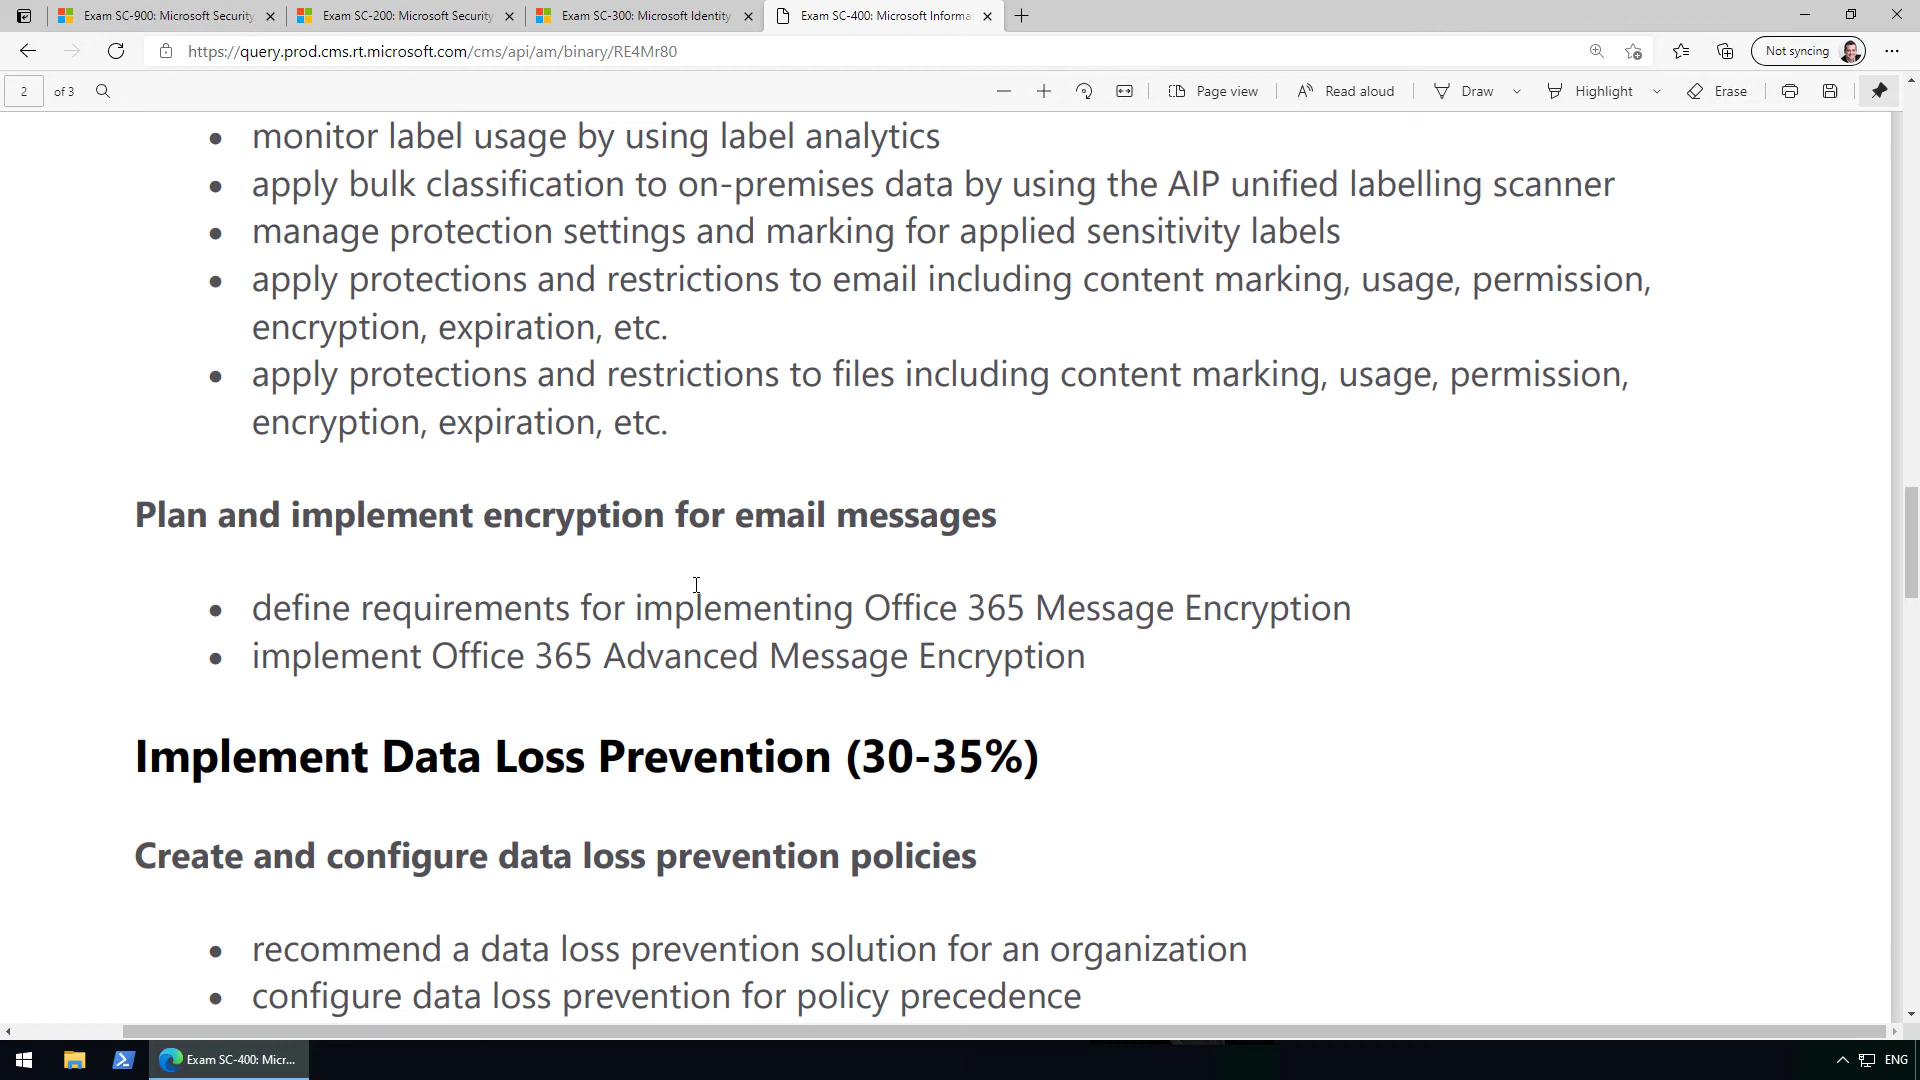 Exam SC-900: Microsoft Security
Exam SC-200: Microsoft Security
Exam SC-300: Microsoft Identity
Exam SC-400: Microsoft Informa
https://query.prod.cms.rt.microsoft.com/cms/api/am/binary/RE4Mr80
Not syncing
2 of 3
Page view
Read aloud
Draw
Highlight
Erase
• monitor label usage by using label analytics
• apply bulk classification to on-premises data by using the AIP unified labelling scanner
• manage protection settings and marking for applied sensitivity labels
• apply protections and restrictions to email including content marking, usage, permission,
encryption, expiration, etc.
• apply protections and restrictions to files including content marking, usage, permission,
encryption, expiration, etc.
Plan and implement encryption for email messages
• define requirements for implementing Office 365 Message Encryption
• implement Office 365 Advanced Message Encryption
Implement Data Loss Prevention (30-35%)
Create and configure data loss prevention policies
• recommend a data loss prevention solution for an organization
• configure data loss prevention for policy precedence
Exam SC-400: Micr...
ENG